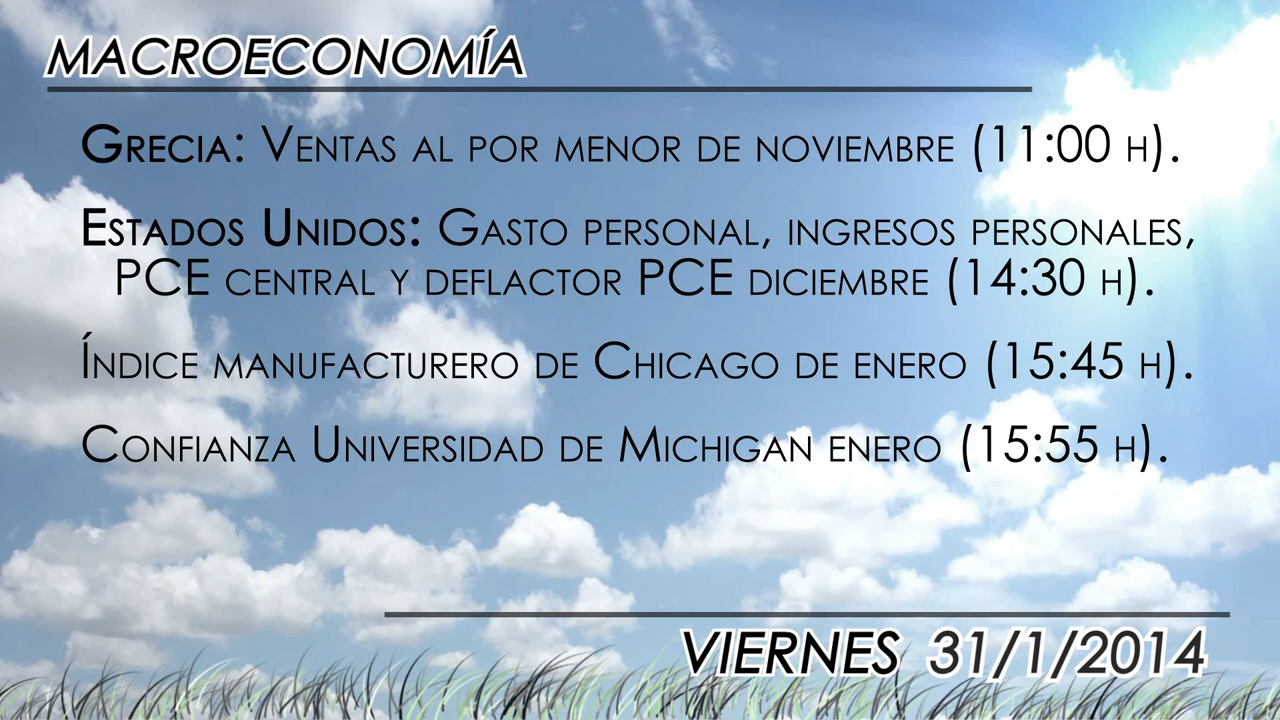 MACROECONOMÍA
GRECIA: VENTAS AL POR MENOR DE NOVIEMBRE (11:00 H).
ESTADOS UNIDOS: GASTO PERSONAL, INGRESOS PERSONALES,
PCE CENTRAL Y DEFLACTOR PCE DICIEMBRE (14:30 H).
ÍNDICE MANUFACTURERO DE CHICAGO DE ENERO (15:45 H).
CONFIANZA UNIVERSIDAD DE MICHIGAN ENERO (15:55 H).
VIERNES 31/1/2014